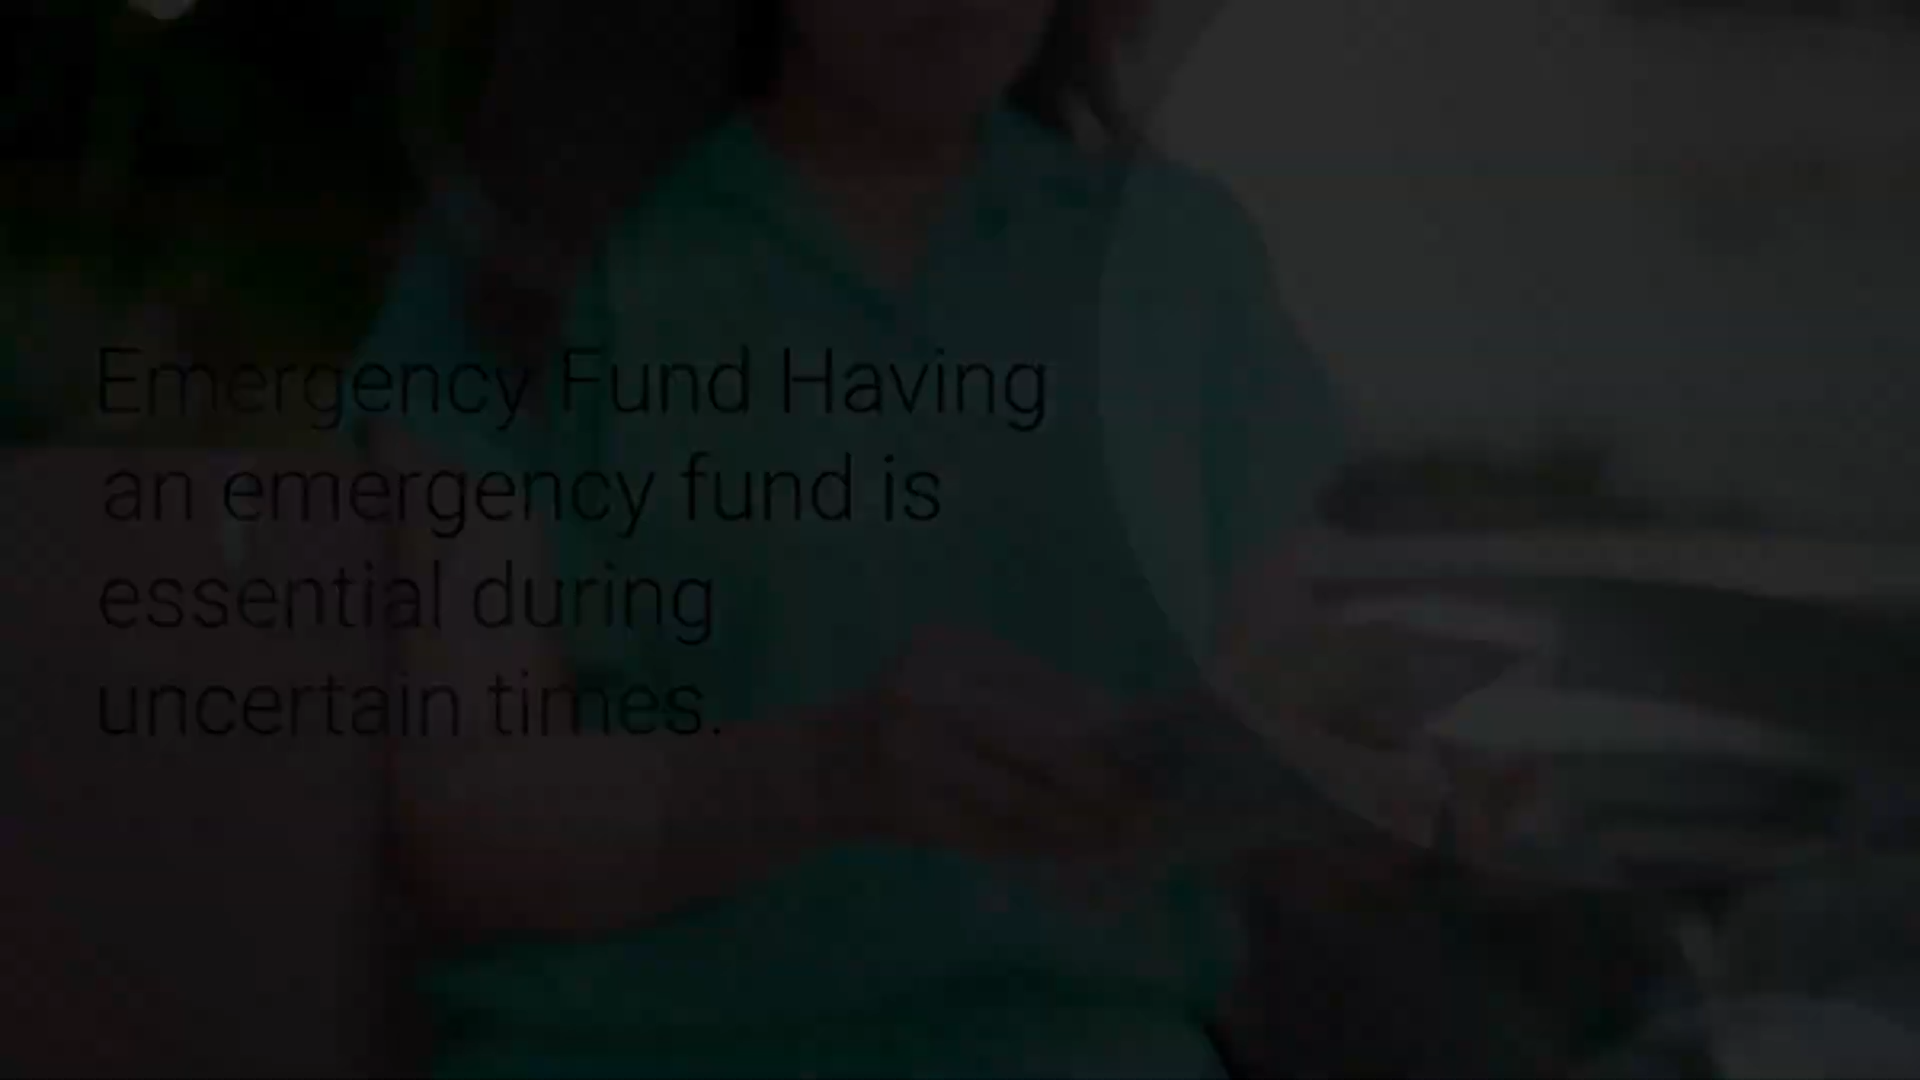 Emergency Fund Having
an emergency fund is
essential during
uncertain times.